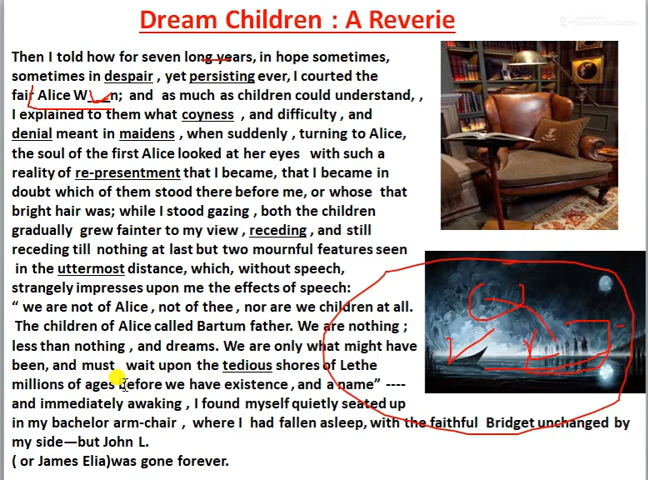 Dream Children : A Reverie
Then I told how for seven long years, in hope sometimes,
sometimes in despair , yet persisting ever, I courted the
fair Alice W__n; and as much as children could understand, ,
I explained to them what coyness , and difficulty , and
denial meant in maidens , when suddenly , turning to Alice,
the soul of the first Alice looked at her eyes with such a
reality of re-presentment that I became, that I became in
doubt which of them stood there before me, or whose that
bright hair was; while I stood gazing , both the children
gradually grew fainter to my view , receding , and still
receding till nothing at last but two mournful features seen
in the uttermost distance, which, without speech,
strangely impresses upon me the effects of speech:
“ we are not of Alice , not of thee , nor are we children at all.
The children of Alice called Bartum father. We are nothing ;
less than nothing , and dreams. We are only what might have
been, and must wait upon the tedious shores of Lethe
millions of ages before we have existence , and a name” ----
and immediately awaking , I found myself quietly seated up
in my bachelor arm-chair , where I had fallen asleep, with the faithful Bridget unchanged by
my side—but John L.
( or James Elia)was gone forever.